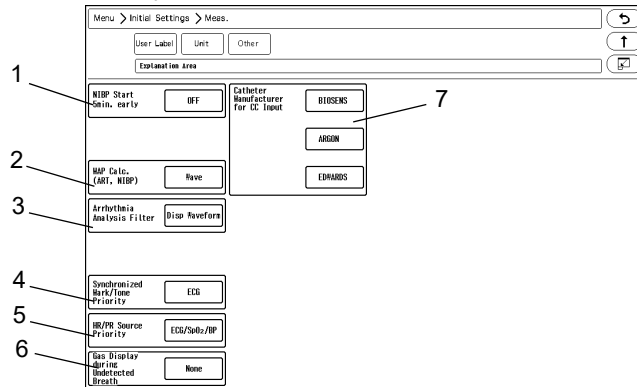 Menu > Initial Settings > Meas.
User Label Unit Other
Explanation Area
1
NIBP Start
5min. early
OFF
Catheter
Manufacturer
for CC Input
BIOSENS
7
ARGON
2
MAP Calc.
(ART, NIBP)
Wave
EDWARDS
3
Arrhythmia
Analysis Filter
Disp Waveform
4
Synchronized
Mark/Tone
Priority
ECG
5
HR/PR Source
Priority
ECG/SpO₂/BP
6
Gas Display
during
Undetected
Breath
None